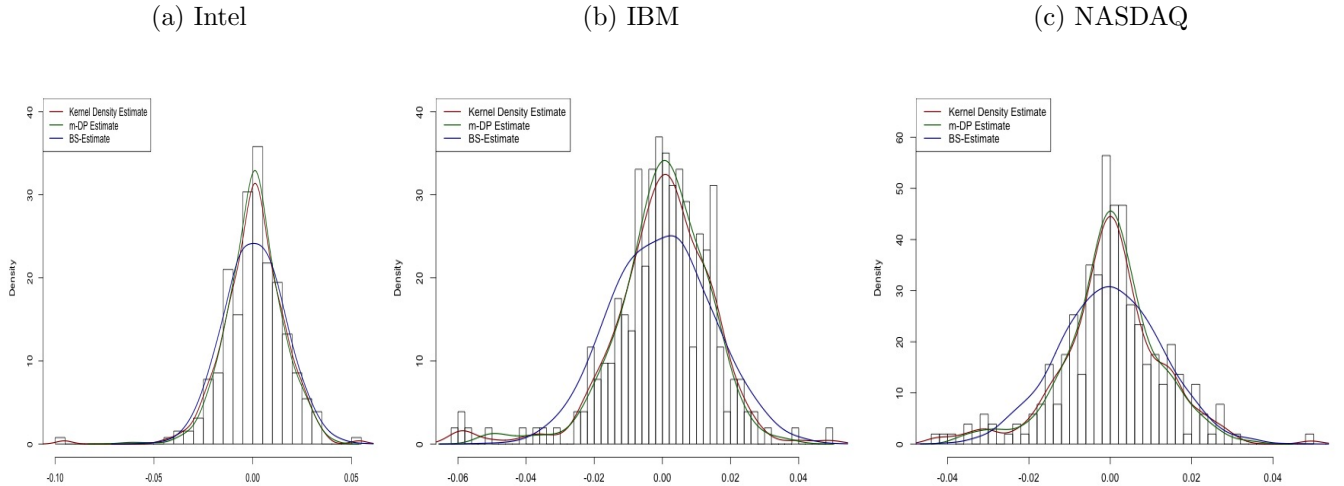 (a) Intel
(b) IBM
(c) NASDAQ
Kernel Density Estimate
m-DP Estimate
BS-Estimate
Density
0
10
20
30
40
-0.10
-0.05
0.00
0.05
Kernel Density Estimate
m-DP Estimate
BS-Estimate
Density
0
10
20
30
40
-0.06
-0.04
-0.02
0.00
0.02
0.04
Kernel Density Estimate
m-DP Estimate
BS-Estimate
Density
0
10
20
30
40
50
60
-0.04
-0.02
0.00
0.02
0.04